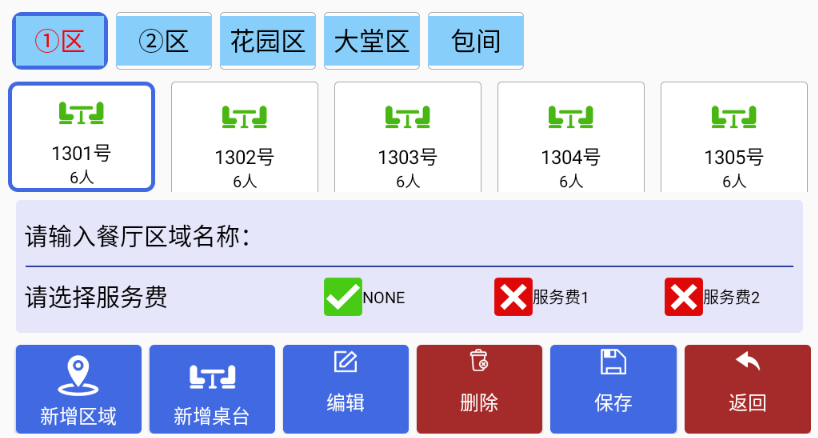 ①区 ②区 花园区 大堂区 包间
1301号 1302号 1303号 1304号 1305号
6人 6人 6人 6人 6人
请输入餐厅区域名称：
请选择服务费 NONE 服务费1 服务费2
新增区域 新增桌台 编辑 删除 保存 返回